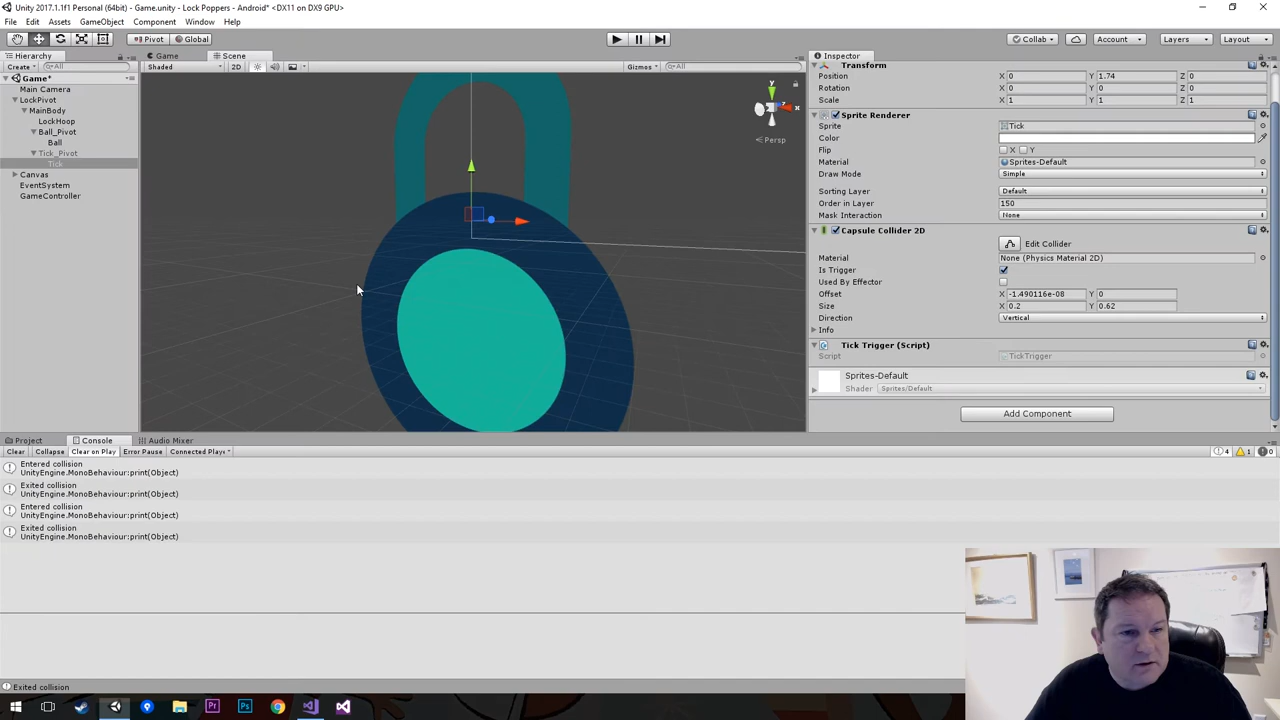 Unity 2017.1.1f1 Personal (64bit) - Game.unity - Lock Poppers - Android* <DX11 on DX9 GPU>
File Edit Assets GameObject Component Window Help
Pivot Global Collab Account Layers Layout
Hierarchy Game Scene Inspector
Create All Shaded 2D Gizmos All Transform
Game*
Position X 0 Y 1.74 Z 0
Main Camera
Rotation X 0 Y 0 Z 0
LockPivot
Scale X 1 Y 1 Z 1
MainBody
Sprite Renderer
LockHoop
Sprite Tick
Ball_Pivot
Color
Ball
Flip X Y
Tick_Pivot
Material Sprites-Default
Tick
Draw Mode Simple
Canvas
EventSystem
Sorting Layer Default
GameController
Order in Layer 150
Mask Interaction None
y
x
Persp
Capsule Collider 2D
Edit Collider
Material None (Physics Material 2D)
Is Trigger
Used By Effector
Offset X -1.490116e-08 Y 0
Size X 0.2 Y 0.62
Direction Vertical
Info
Tick Trigger (Script)
Script TickTrigger
Sprites-Default
Shader Sprites/Default
Add Component
Project Console Audio Mixer
Clear Collapse Clear on Play Error Pause Connected Playe 4 1 0
Entered collision
UnityEngine.MonoBehaviour:print(Object)
Exited collision
UnityEngine.MonoBehaviour:print(Object)
Entered collision
UnityEngine.MonoBehaviour:print(Object)
Exited collision
UnityEngine.MonoBehaviour:print(Object)
Exited collision
Pr Ps